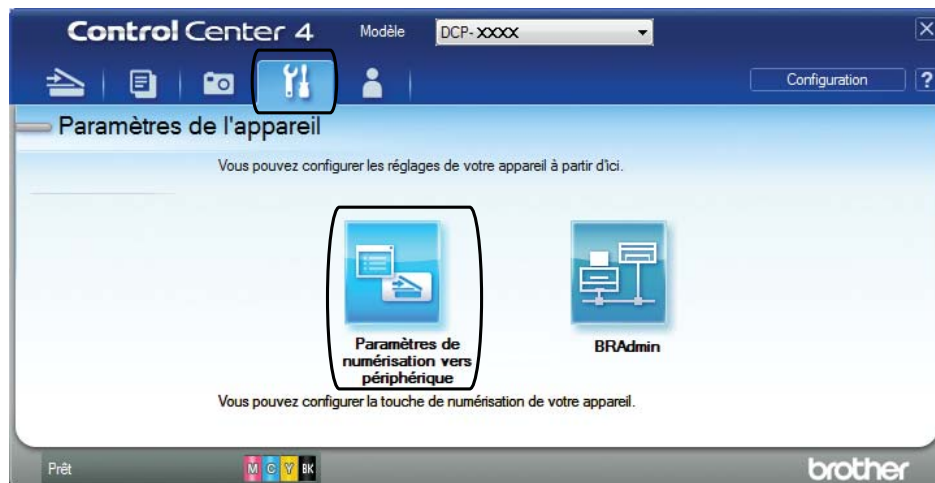 Control Center 4
Modèle
DCP- XXXX
Configuration
?
Paramètres de l'appareil
Vous pouvez configurer les réglages de votre appareil à partir d'ici.
Paramètres de
numérisation vers
périphérique
BRAdmin
Vous pouvez configurer la touche de numérisation de votre appareil.
Prêt
M C Y BK
brother